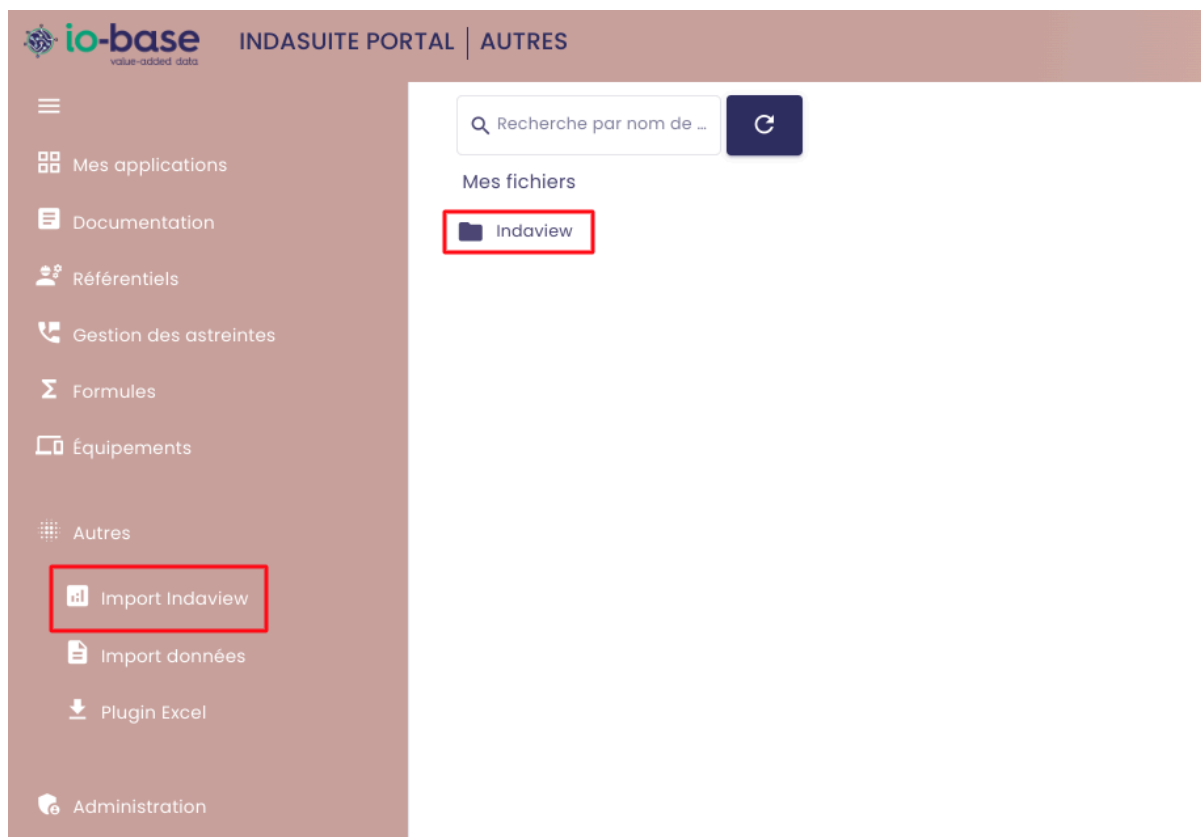 io-base
value-added data
INDASUITE PORTAL | AUTRES
Mes applications
Documentation
Référentiels
Gestion des astreintes
Formules
Équipements
Autres
Import Indaview
Import données
Plugin Excel
Administration
Recherche par nom de ...
Mes fichiers
Indaview